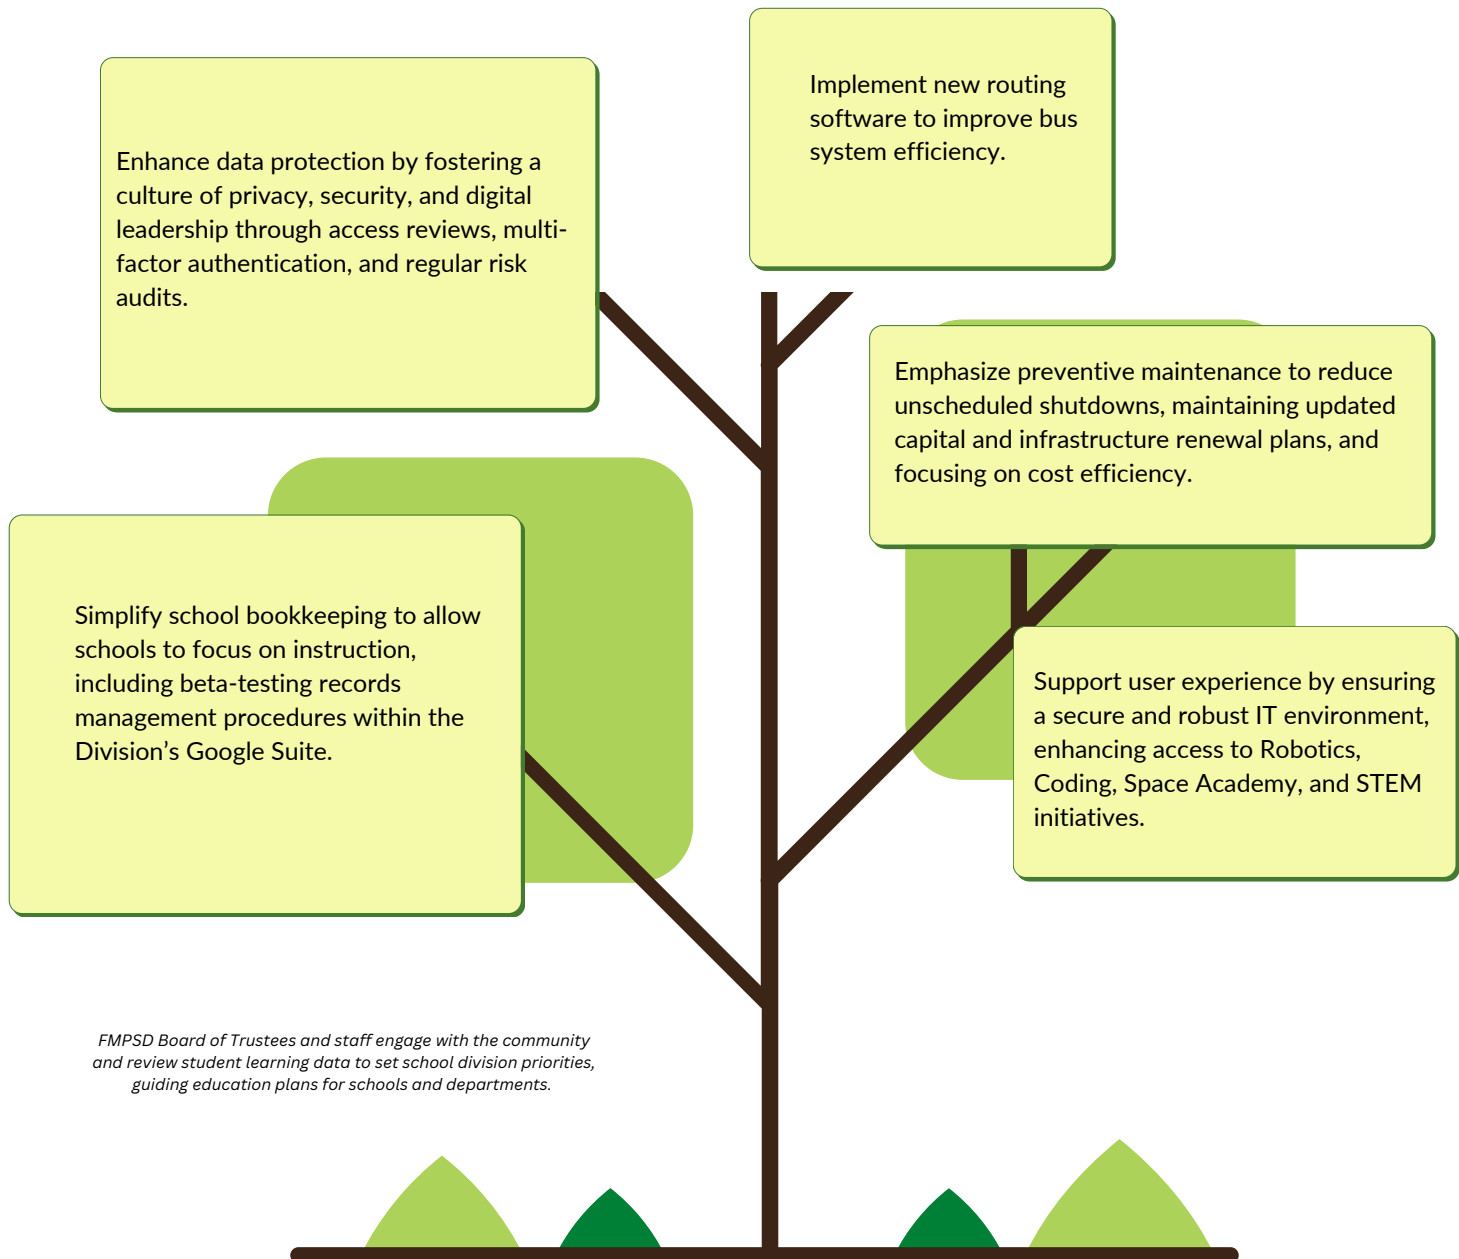 Implement new routing
software to improve bus
system efficiency.
Enhance data protection by fostering a
culture of privacy, security, and digital
leadership through access reviews, multi-
factor authentication, and regular risk
audits.
Emphasize preventive maintenance to reduce
unscheduled shutdowns, maintaining updated
capital and infrastructure renewal plans, and
focusing on cost efficiency.
Simplify school bookkeeping to allow
schools to focus on instruction,
including beta-testing records
management procedures within the
Division’s Google Suite.
Support user experience by ensuring
a secure and robust IT environment,
enhancing access to Robotics,
Coding, Space Academy, and STEM
initiatives.
FMPSD Board of Trustees and staff engage with the community
and review student learning data to set school division priorities,
guiding education plans for schools and departments.